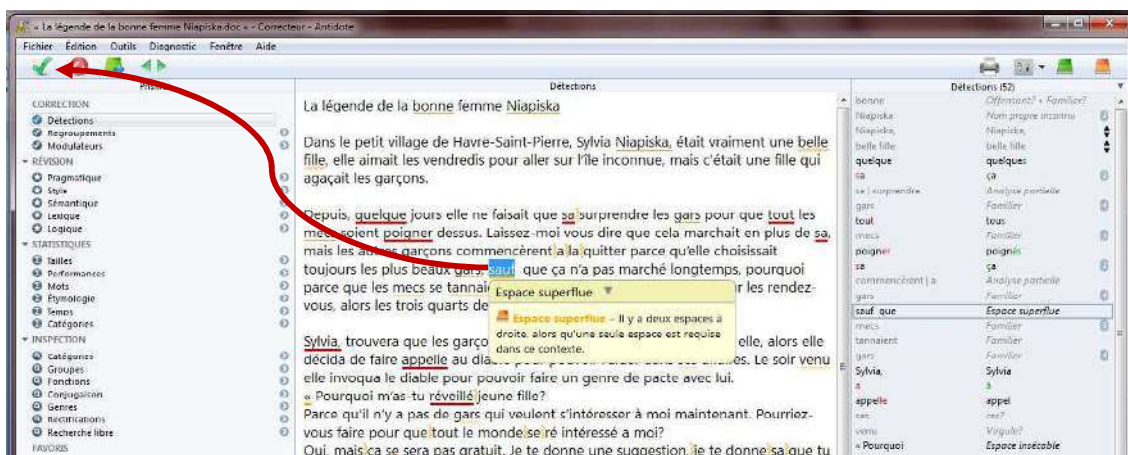 « La légende de la bonne femme Niapiska.doc » - Correcteur - Antidote
Fichier Édition Outils Diagnostic Fenêtre Aide
Détections
Détections (52)
CORRECTION
Détections
Regroupements
Modulateurs
RÉVISION
Pragmatique
Style
Sémantique
Lexique
Logique
STATISTIQUES
Tailles
Performances
Mots
Étymologie
Temps
Catégories
INSPECTION
Catégories
Groupes
Fonctions
Conjugaison
Genres
Rectifications
Recherche libre
FAVORIS
La légende de la bonne femme Niapiska
Dans le petit village de Havre-Saint-Pierre, Sylvia Niapiska, était vraiment une belle
fille, elle aimait les vendredis pour aller sur l'île inconnue, mais c'était une fille qui
agaçait les garçons.
Depuis, quelque jours elle ne faisait que sa surprendre les gars pour que tout les
mecs soient poigner dessus. Laissez-moi vous dire que cela marchait en plus de sa,
mais les autres garçons commencèrent a la quitter parce qu'elle choisissait
toujours les plus beaux gars, sauf  que ça n'a pas marché longtemps, pourquoi
parce que les mecs se tannai r les rendez-
vous, alors les trois quarts de
Espace superflue
Espace superflue – Il y a deux espaces à
droite, alors qu'une seule espace est requise
dans ce contexte.
Sylvia, trouvera que les garço elle, alors elle
décida de faire appelle au dia Le soir venu
elle invoqua le diable pour pouvoir faire un genre de pacte avec lui.
« Pourquoi m'as-tu réveillé jeune fille?
Parce qu'il n'y a pas de gars qui veulent s'intéresser à moi maintenant. Pourriez-
vous faire pour que tout le monde se ré intéressé a moi?
Oui, mais ca se sera pas gratuit. Je te donne une suggestion, je te donne sa que tu
bonne Offensant? + Familier?
Niapiska Nom propre inconnu
Niapiska, Niapiska,
belle fille belle fille
quelque quelques
sa ça
se | surprendre Analyse partielle
gars Familier
tout tous
mecs Familier
poigner poignés
sa ça
commencèrent | a Analyse partielle
gars Familier
sauf que Espace superflue
mecs Familier
tannaient Familier
gars Familier
Sylvia, Sylvia
a à
appelle appel
venu Virgule?
« Pourquoi Espace insécable